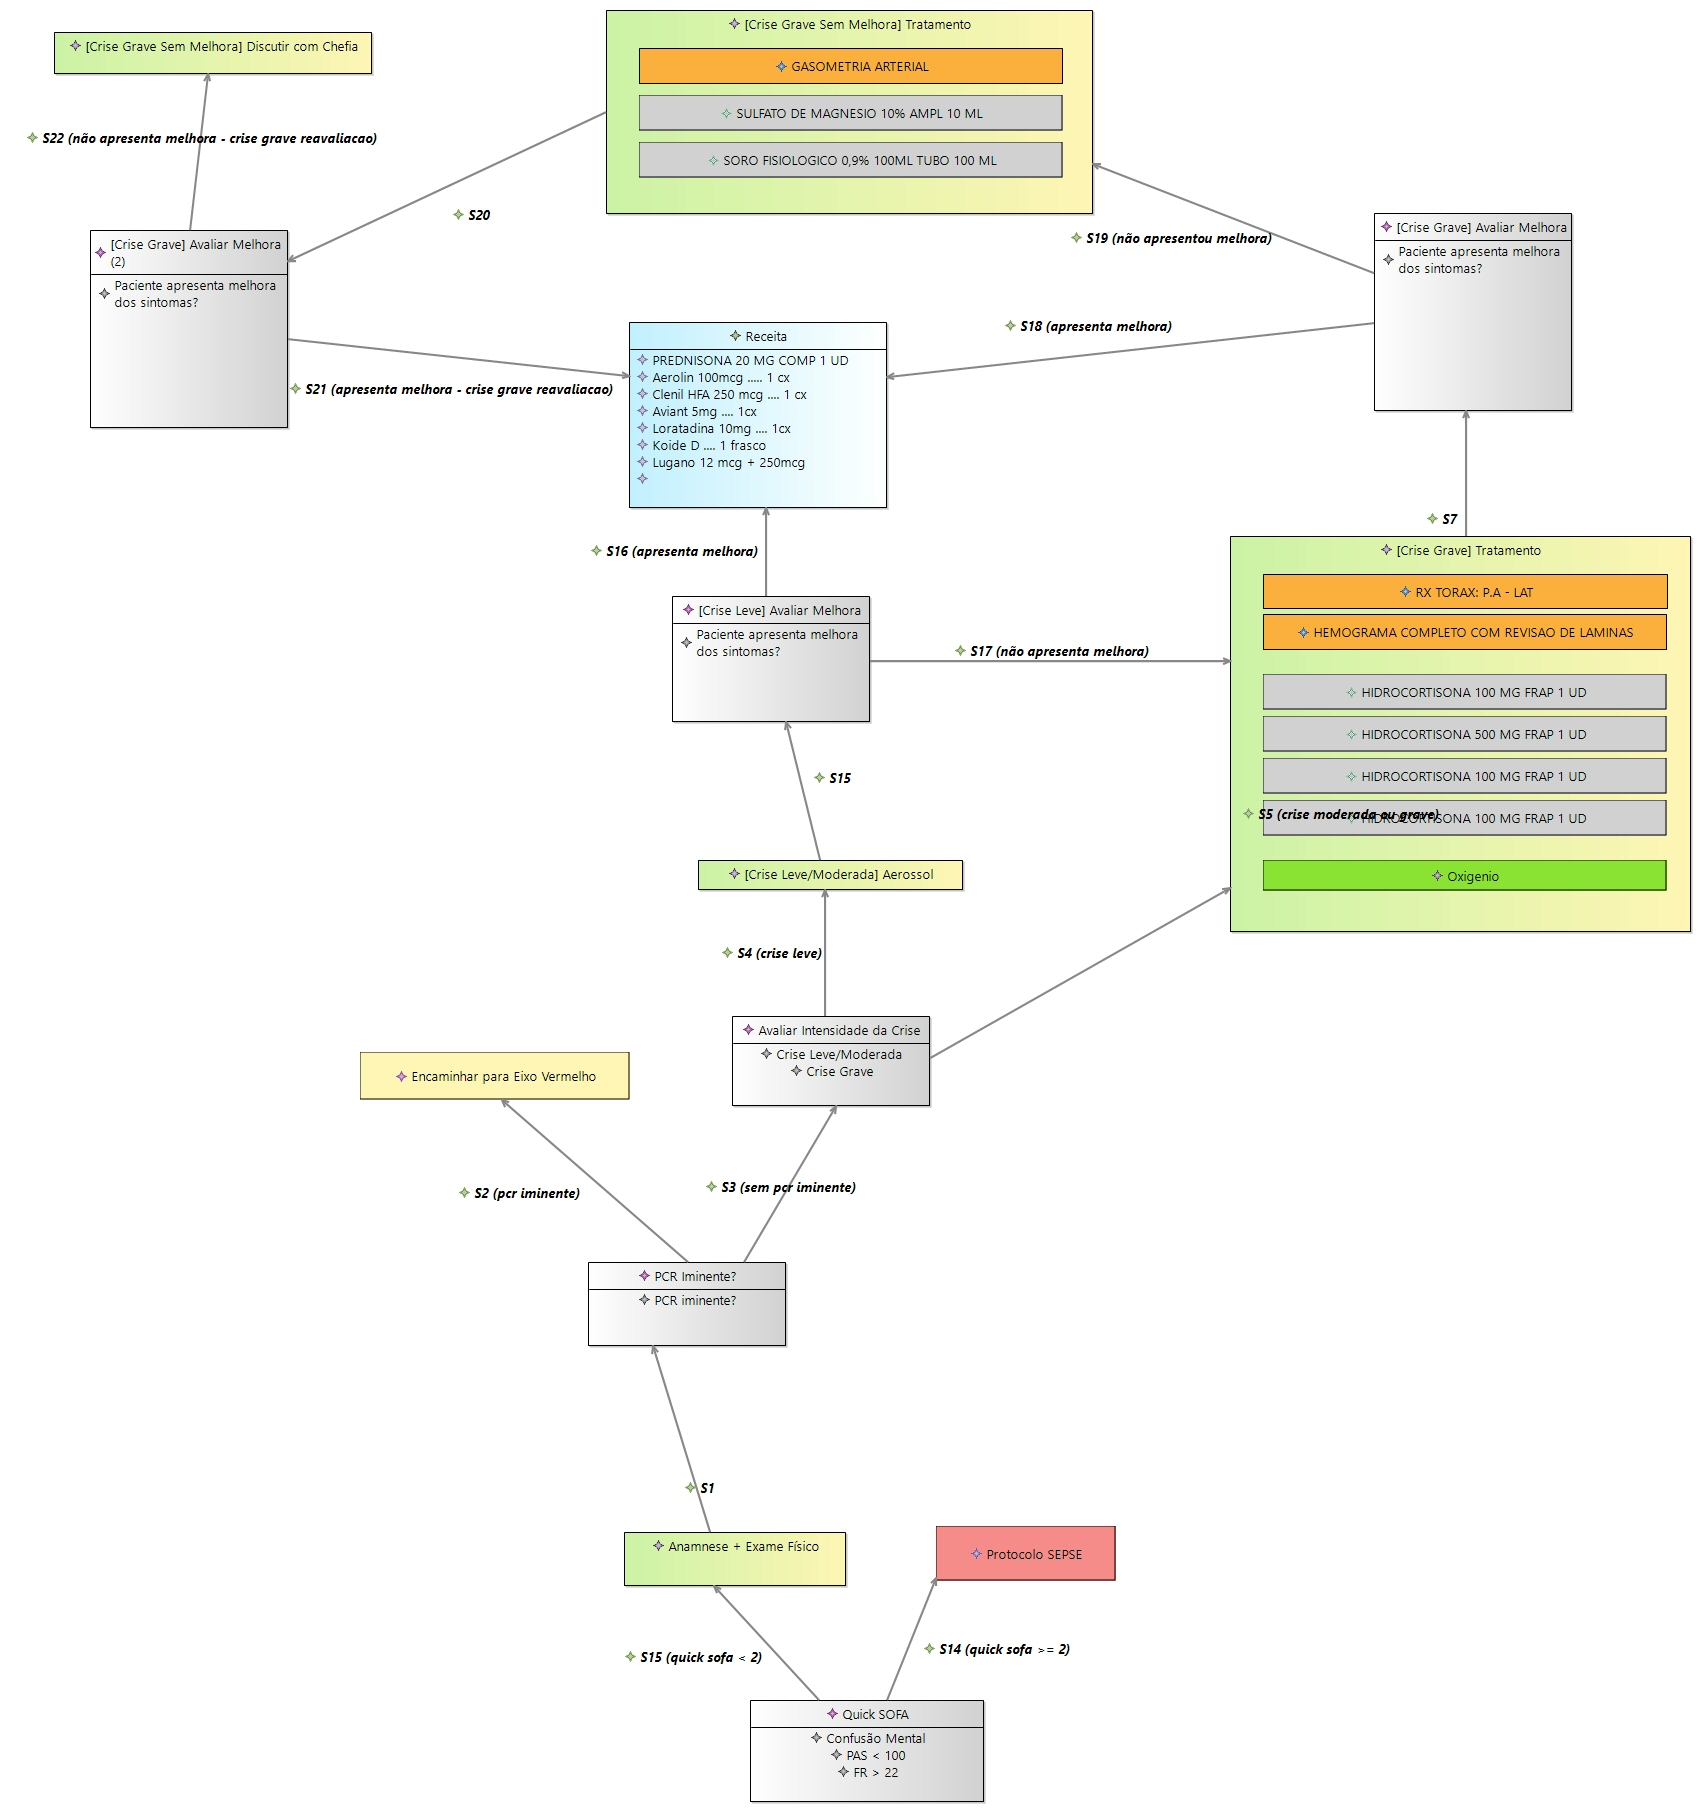 [Crise Grave Sem Melhora] Discutir com Chefia
[Crise Grave Sem Melhora] Tratamento
GASOMETRIA ARTERIAL
SULFATO DE MAGNESIO 10% AMPL 10 ML
SORO FISIOLOGICO 0,9% 100ML TUBO 100 ML
S22 (não apresenta melhora - crise grave reavaliacao)
S20
S19 (não apresentou melhora)
[Crise Grave] Avaliar Melhora
(2)
Paciente apresenta melhora
dos sintomas?
[Crise Grave] Avaliar Melhora
Paciente apresenta melhora
dos sintomas?
S18 (apresenta melhora)
S21 (apresenta melhora - crise grave reavaliacao)
Receita
PREDNISONA 20 MG COMP 1 UD
Aerolin 100mcg ..... 1 cx
Clenil HFA 250 mcg .... 1 cx
Aviant 5mg .... 1cx
Loratadina 10mg .... 1cx
Koide D .... 1 frasco
Lugano 12 mcg + 250mcg
S7
S16 (apresenta melhora)
[Crise Leve] Avaliar Melhora
Paciente apresenta melhora
dos sintomas?
S17 (não apresenta melhora)
[Crise Grave] Tratamento
RX TORAX: P.A - LAT
HEMOGRAMA COMPLETO COM REVISAO DE LAMINAS
HIDROCORTISONA 100 MG FRAP 1 UD
HIDROCORTISONA 500 MG FRAP 1 UD
HIDROCORTISONA 100 MG FRAP 1 UD
S5 (crise moderada ou grave)
HIDROCORTISONA 100 MG FRAP 1 UD
Oxigenio
S15
[Crise Leve/Moderada] Aerossol
S4 (crise leve)
Avaliar Intensidade da Crise
Crise Leve/Moderada
Crise Grave
Encaminhar para Eixo Vermelho
S2 (pcr iminente)
S3 (sem pcr iminente)
PCR Iminente?
PCR iminente?
S1
Anamnese + Exame Físico
Protocolo SEPSE
S15 (quick sofa < 2)
S14 (quick sofa >= 2)
Quick SOFA
Confusão Mental
PAS < 100
FR > 22